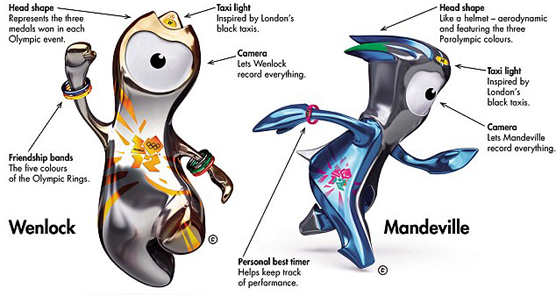 Head shape
Represents the three
medals won in each
Olympic event.
Taxi light
Inspired by London's
black taxis.
Camera
Lets Wenlock
record everything.
Friendship bands
The five colours
of the Olympic Rings.
Wenlock
©
Head shape
Like a helmet – aerodynamic
and featuring the three
Paralympic colours.
Taxi light
Inspired by
London's
black taxis.
Camera
Lets Mandeville
record everything.
Personal best timer
Helps keep track
of performance.
Mandeville
©